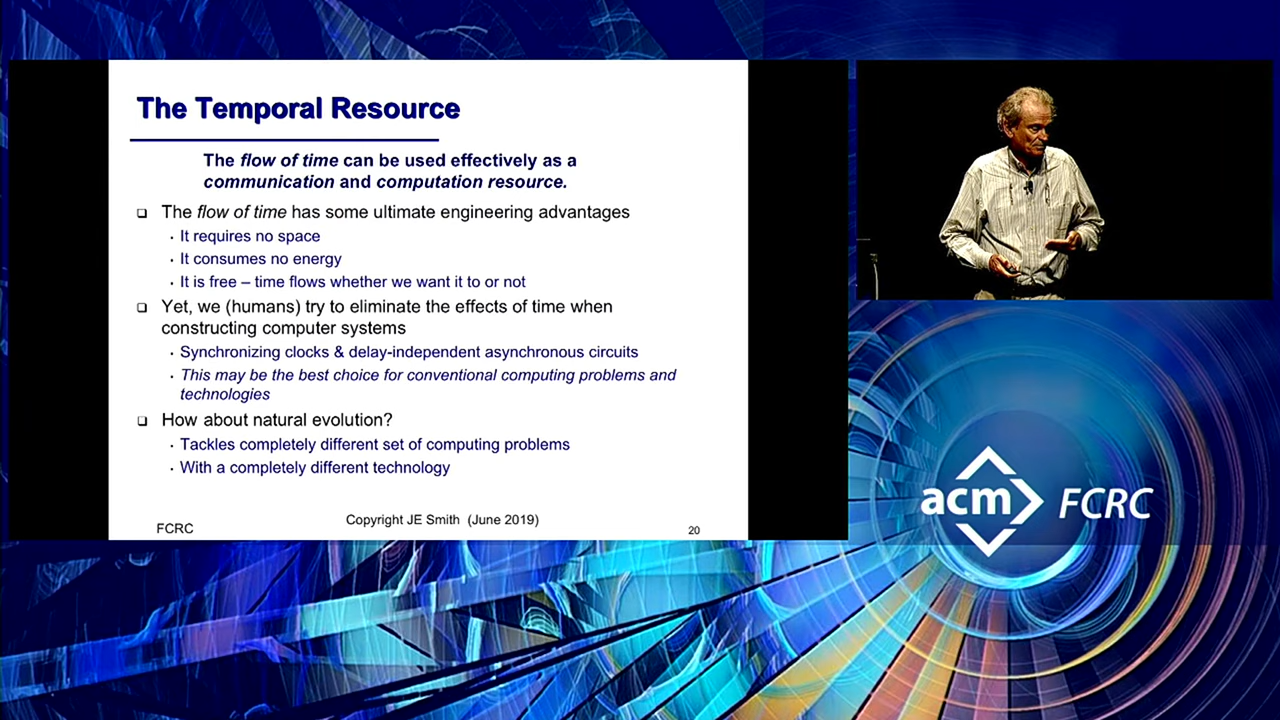 The Temporal Resource
The flow of time can be used effectively as a
communication and computation resource.
❑ The flow of time has some ultimate engineering advantages
· It requires no space
· It consumes no energy
· It is free – time flows whether we want it to or not
❑ Yet, we (humans) try to eliminate the effects of time when
constructing computer systems
· Synchronizing clocks & delay-independent asynchronous circuits
· This may be the best choice for conventional computing problems and
technologies
❑ How about natural evolution?
· Tackles completely different set of computing problems
· With a completely different technology
FCRC
Copyright JE Smith (June 2019)
20
acm FCRC